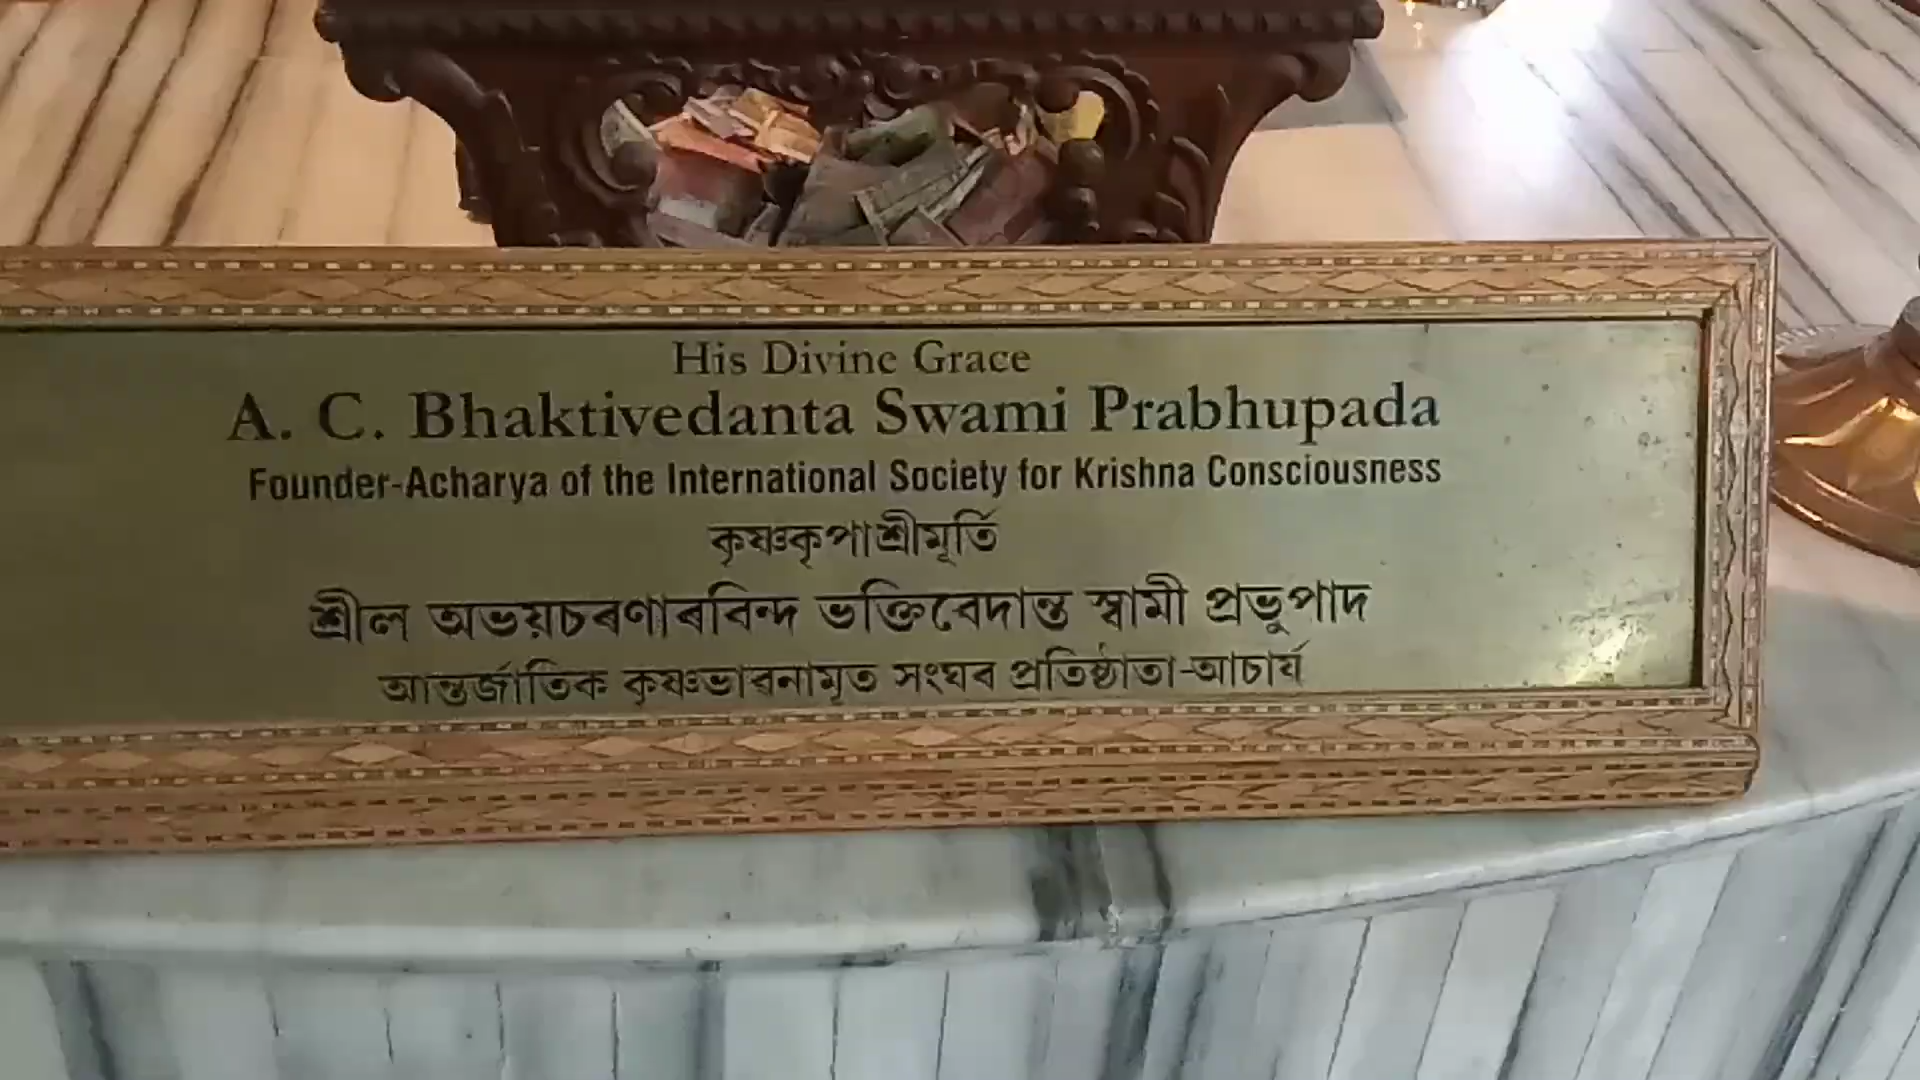 His Divine Grace
A. C. Bhaktivedanta Swami Prabhupada
Founder-Acharya of the International Society for Krishna Consciousness
কৃষ্ণকৃপাশ্রীমূৰ্তি
শ্ৰীল অভয়চৰণাৰবিন্দ ভক্তিবেদান্ত স্বামী প্ৰভুপাদ
আন্তৰ্জাতিক কৃষ্ণভাৱনামৃত সংঘৰ প্ৰতিষ্ঠাতা-আচাৰ্য